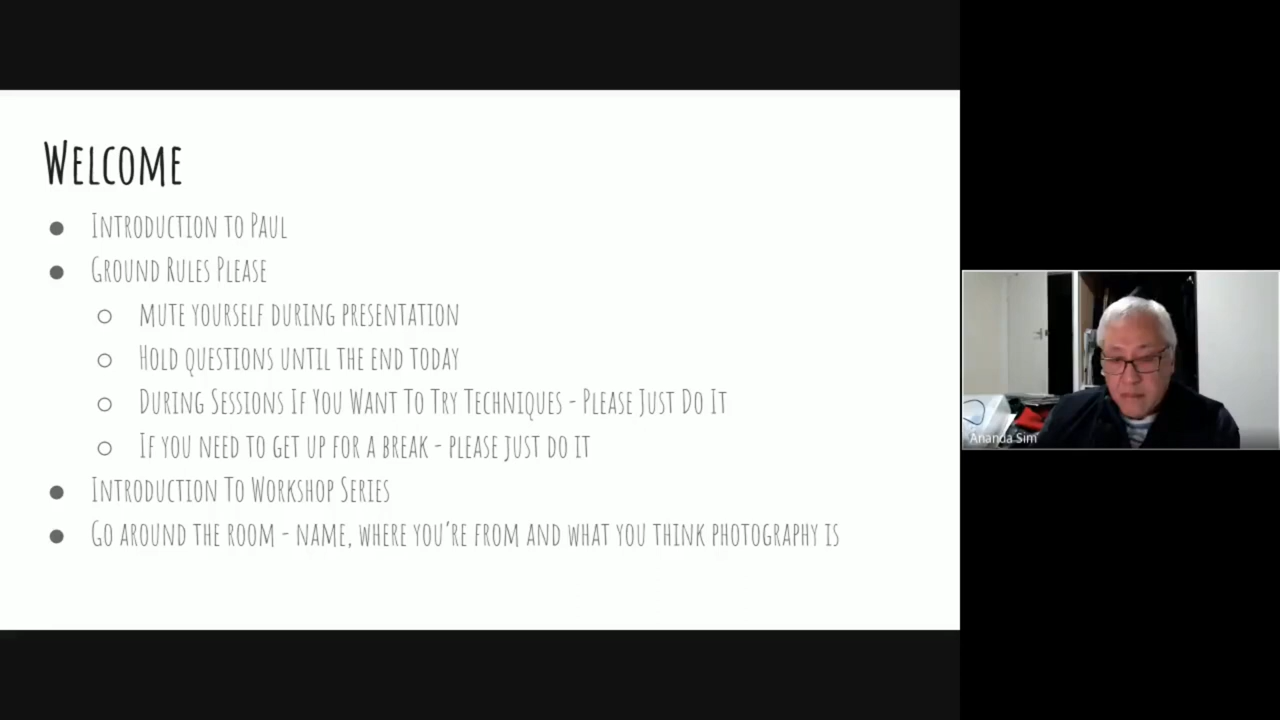 Welcome
Introduction to Paul
Ground Rules Please
mute yourself during presentation
Hold questions until the end today
During Sessions If You Want To Try Techniques - Please Just Do It
If you need to get up for a break - please just do it
Introduction To Workshop Series
Go around the room - name, where you're from and what you think photography is
Ananda Sim